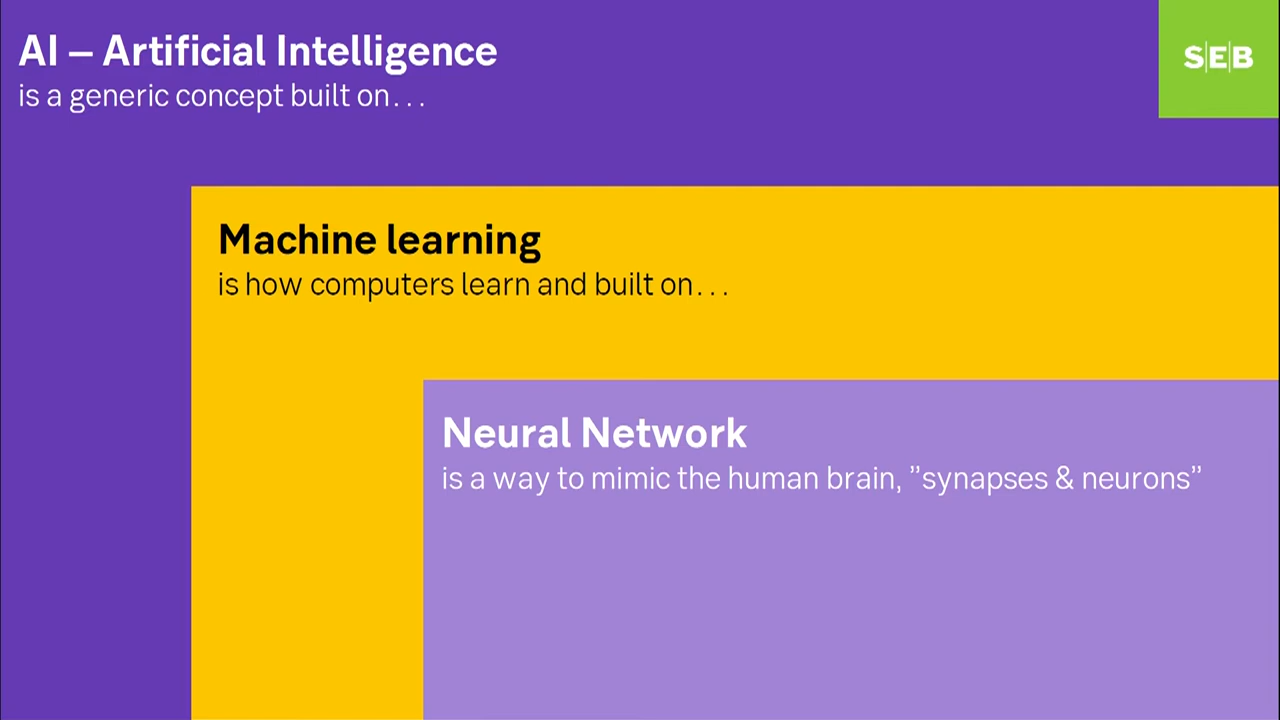 AI – Artificial Intelligence
is a generic concept built on...
S|E|B
Machine learning
is how computers learn and built on...
Neural Network
is a way to mimic the human brain, ”synapses & neurons”